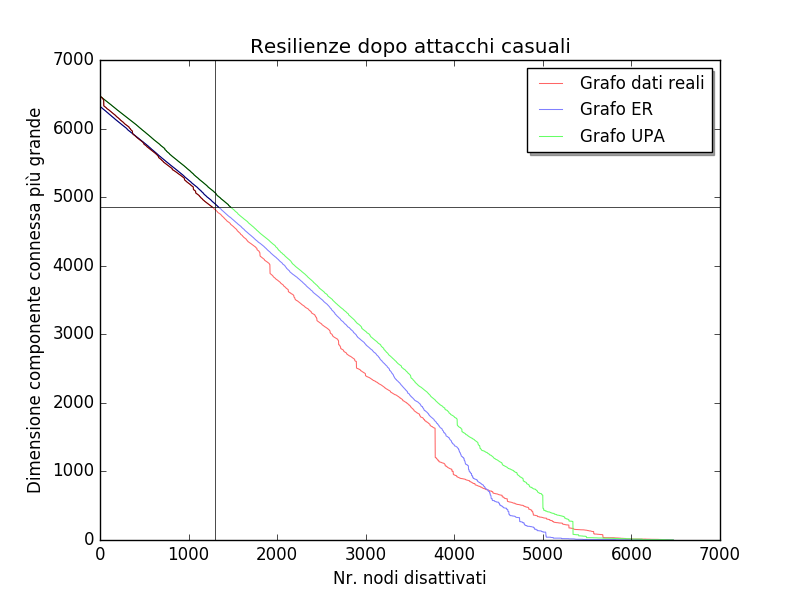 Resilienze dopo attacchi casuali
Grafo dati reali
Grafo ER
Grafo UPA
Dimensione componente connessa più grande
7000
6000
5000
4000
3000
2000
1000
0
0 1000 2000 3000 4000 5000 6000 7000
Nr. nodi disattivati